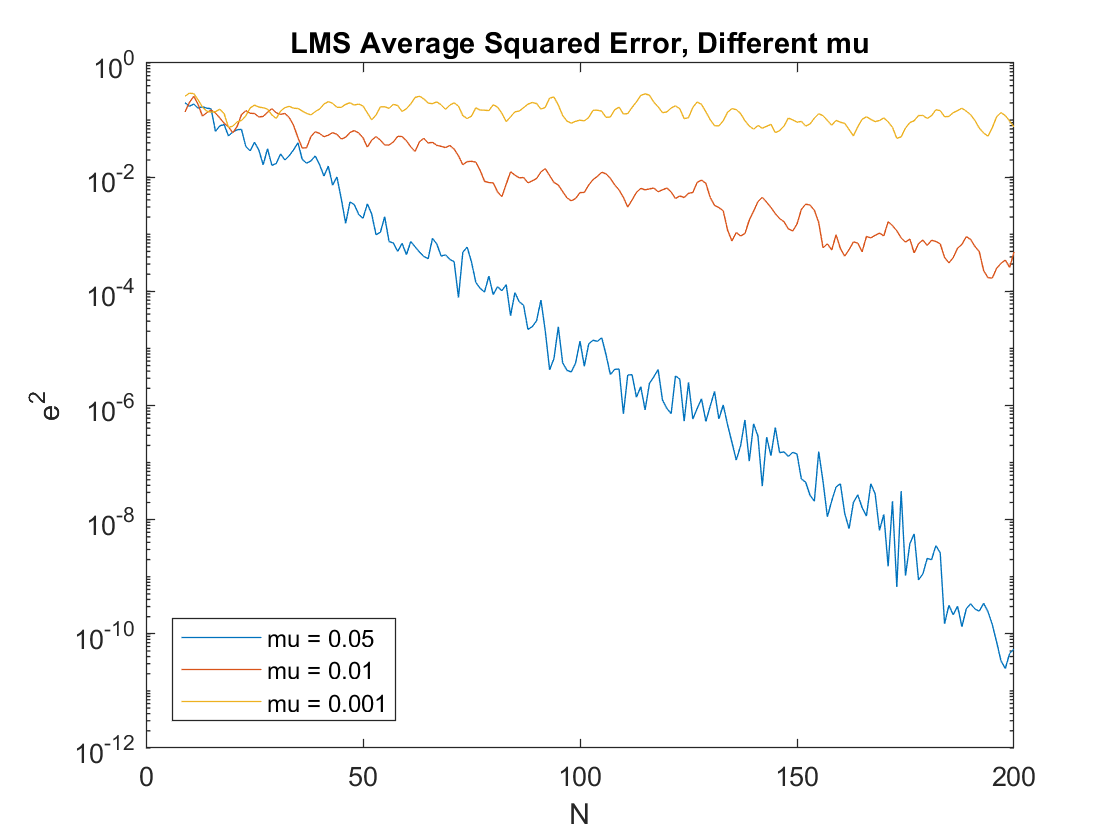 LMS Average Squared Error, Different mu
10^0
10^-2
10^-4
10^-6
10^-8
10^-10
10^-12
e^2
mu = 0.05
mu = 0.01
mu = 0.001
0 50 100 150 200
N